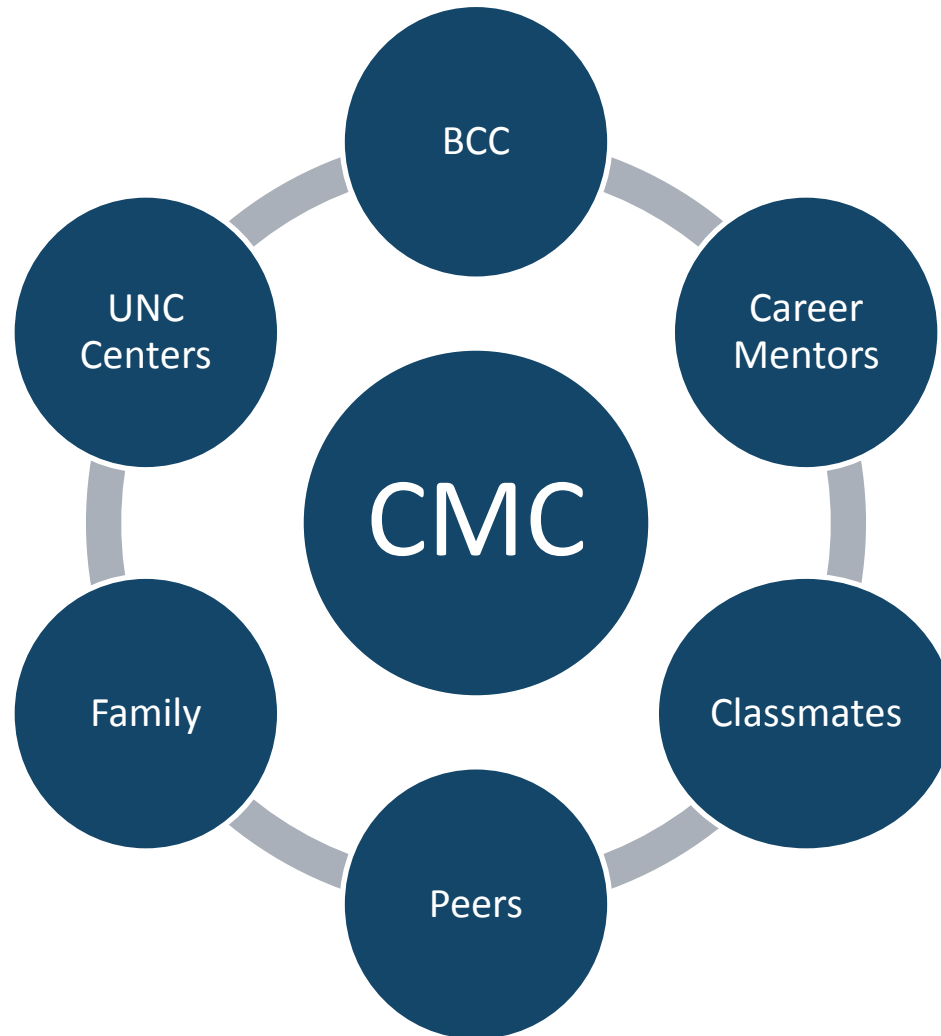 BCC
Career
Mentors
Classmates
Peers
Family
UNC
Centers
CMC